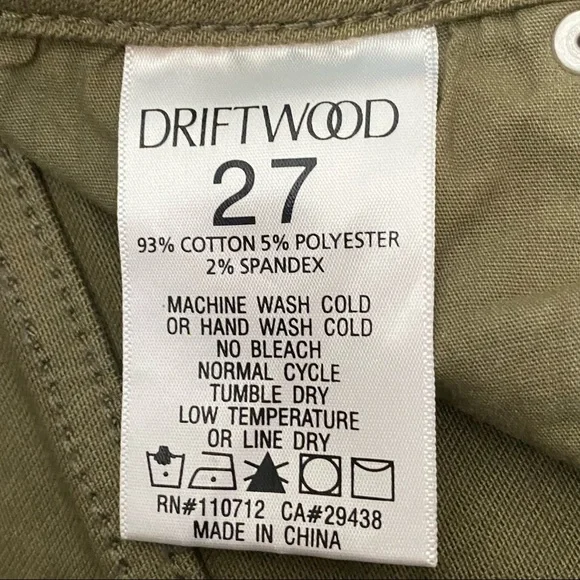 DRIFTWOOD
27
93% COTTON 5% POLYESTER
2% SPANDEX
MACHINE WASH COLD
OR HAND WASH COLD
NO BLEACH
NORMAL CYCLE
TUMBLE DRY
LOW TEMPERATURE
OR LINE DRY
RN#110712 CA#29438
MADE IN CHINA